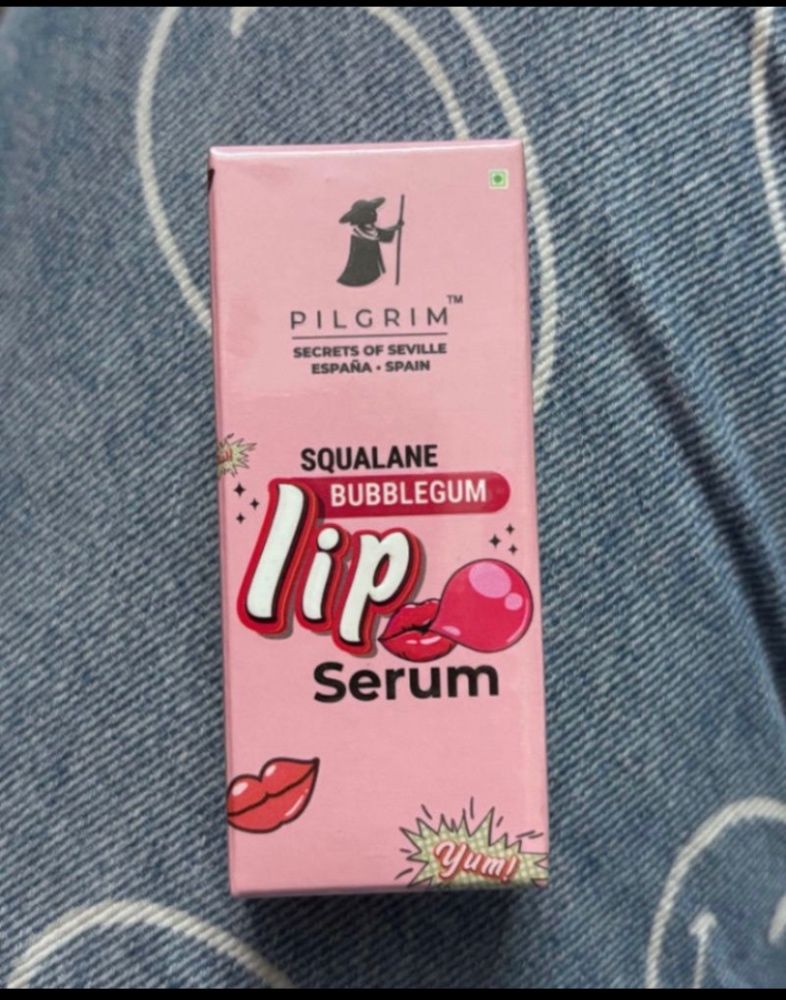 PILGRIM™
SECRETS OF SEVILLE
ESPAÑA • SPAIN
SQUALANE
BUBBLEGUM
lip
Serum
Yum!